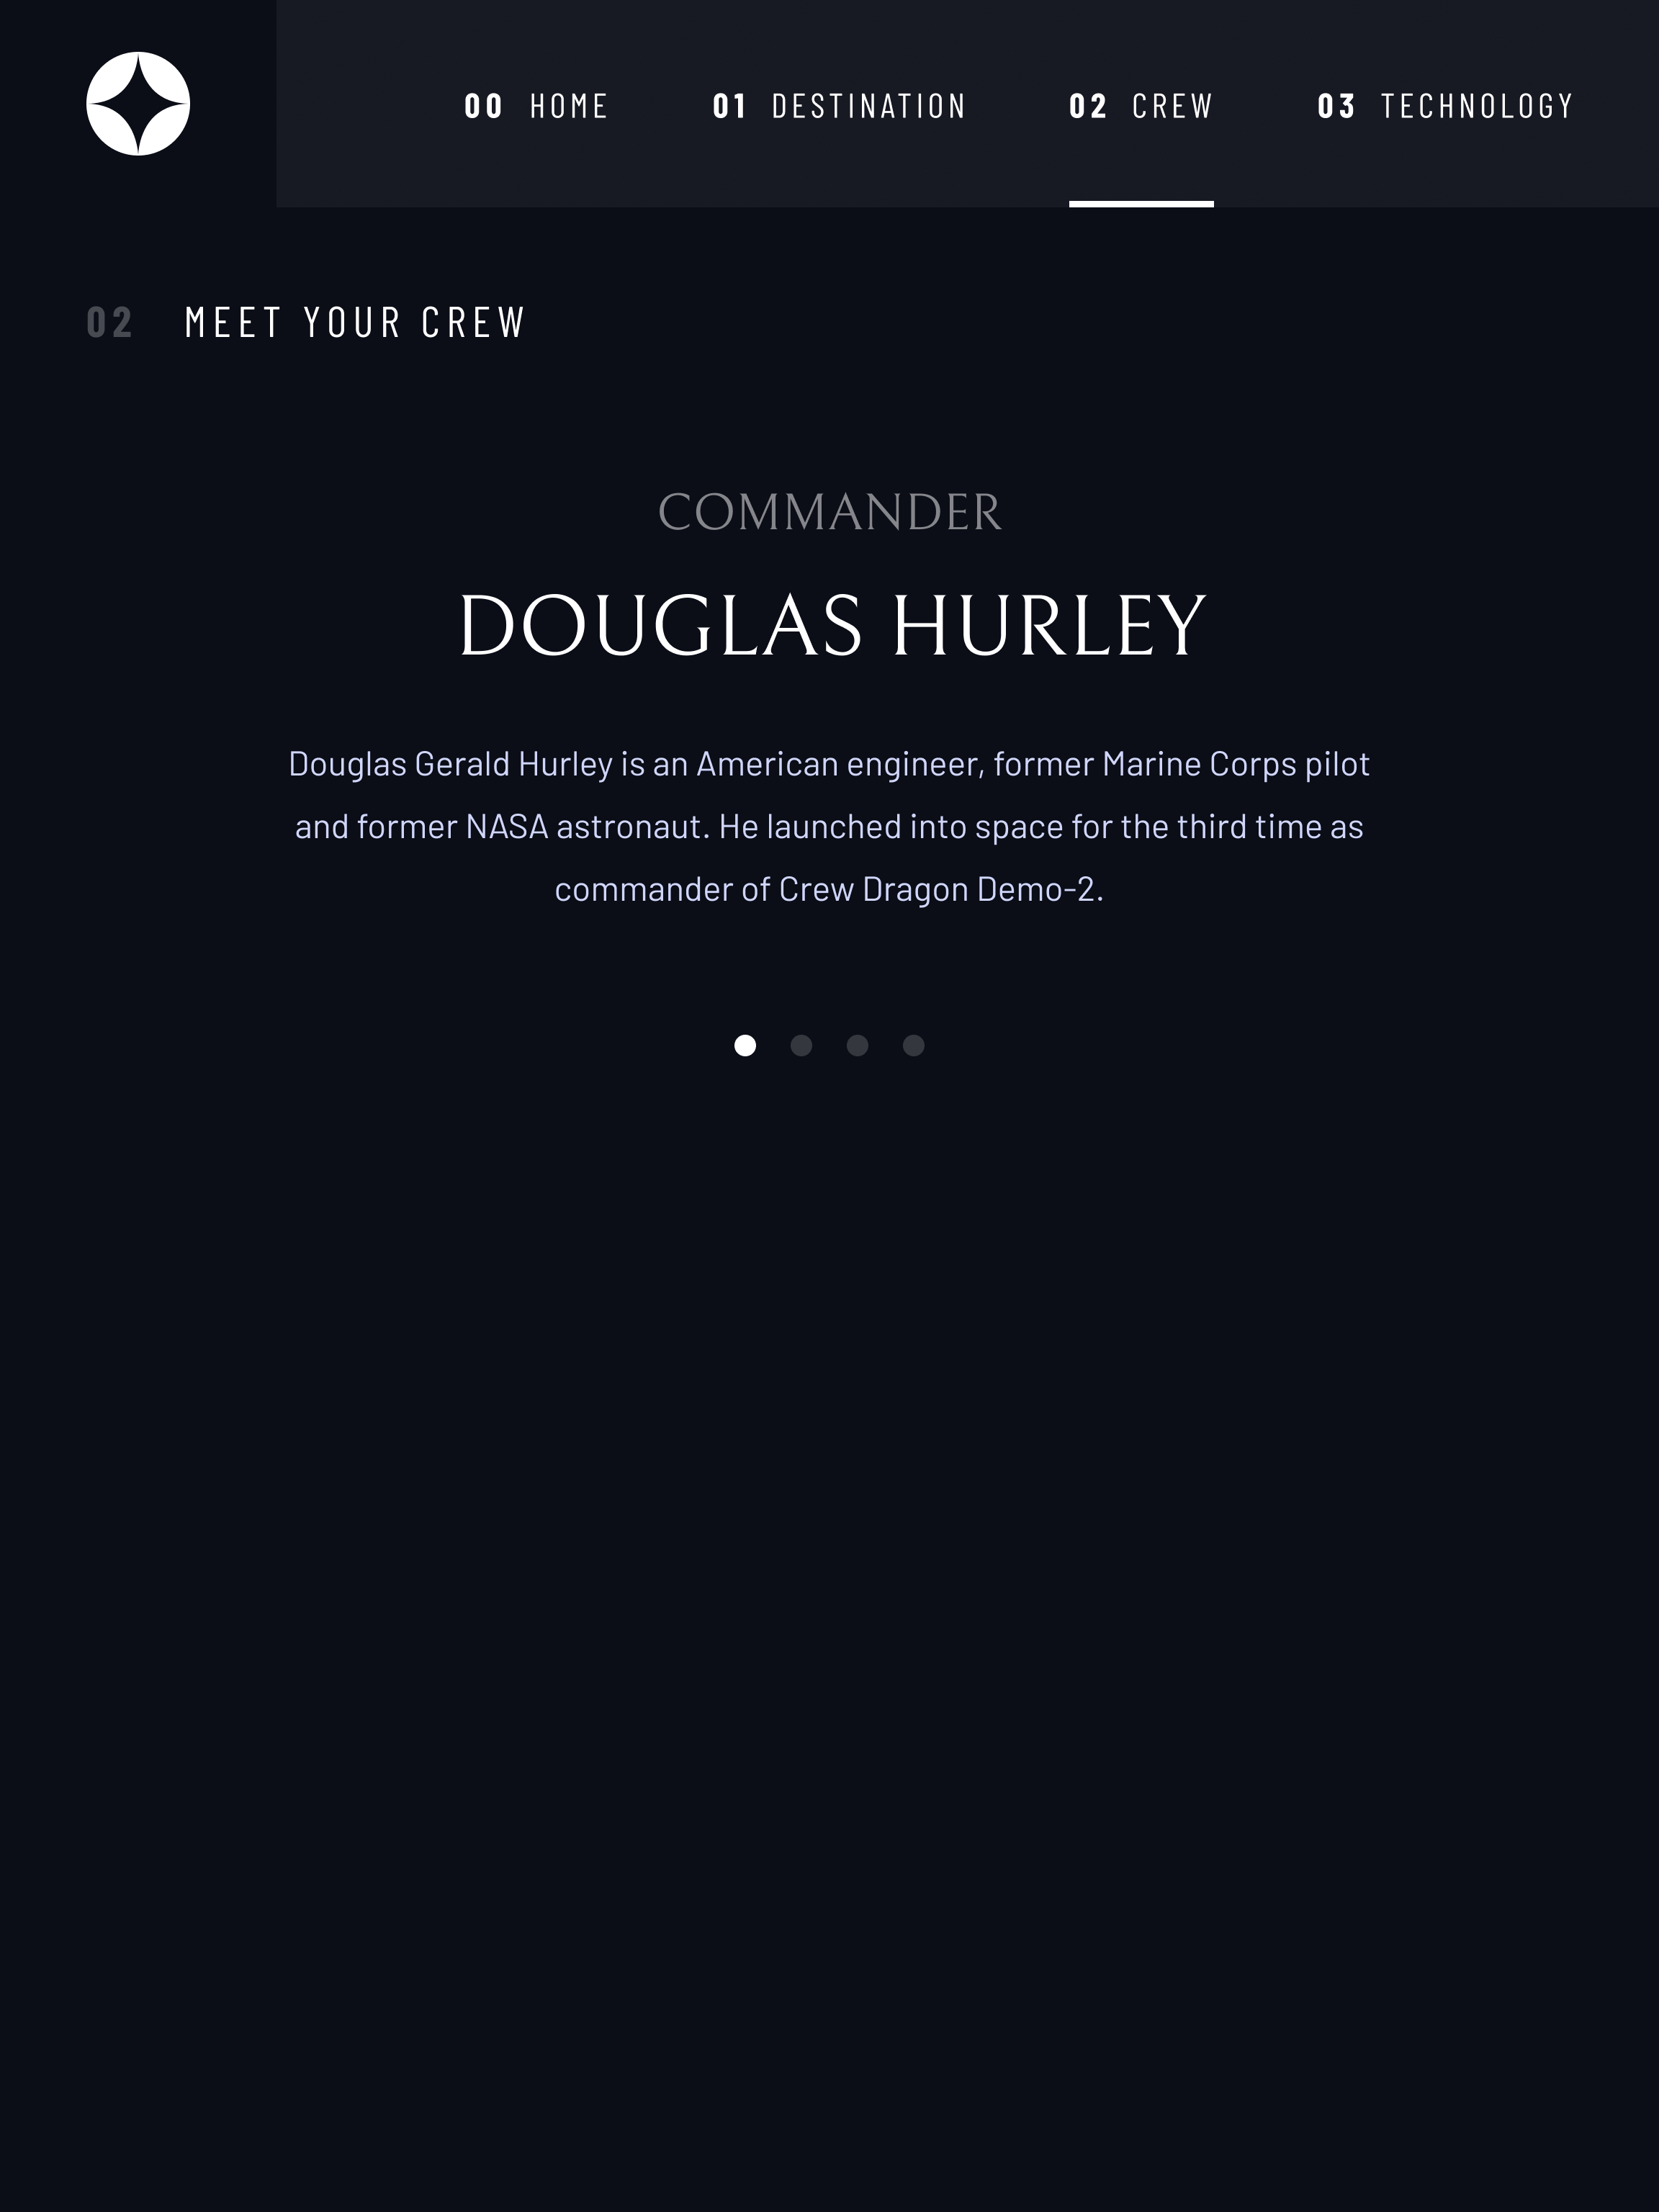 00 HOME 01 DESTINATION 02 CREW 03 TECHNOLOGY
02 MEET YOUR CREW
COMMANDER
DOUGLAS HURLEY
Douglas Gerald Hurley is an American engineer, former Marine Corps pilot
and former NASA astronaut. He launched into space for the third time as
commander of Crew Dragon Demo-2.